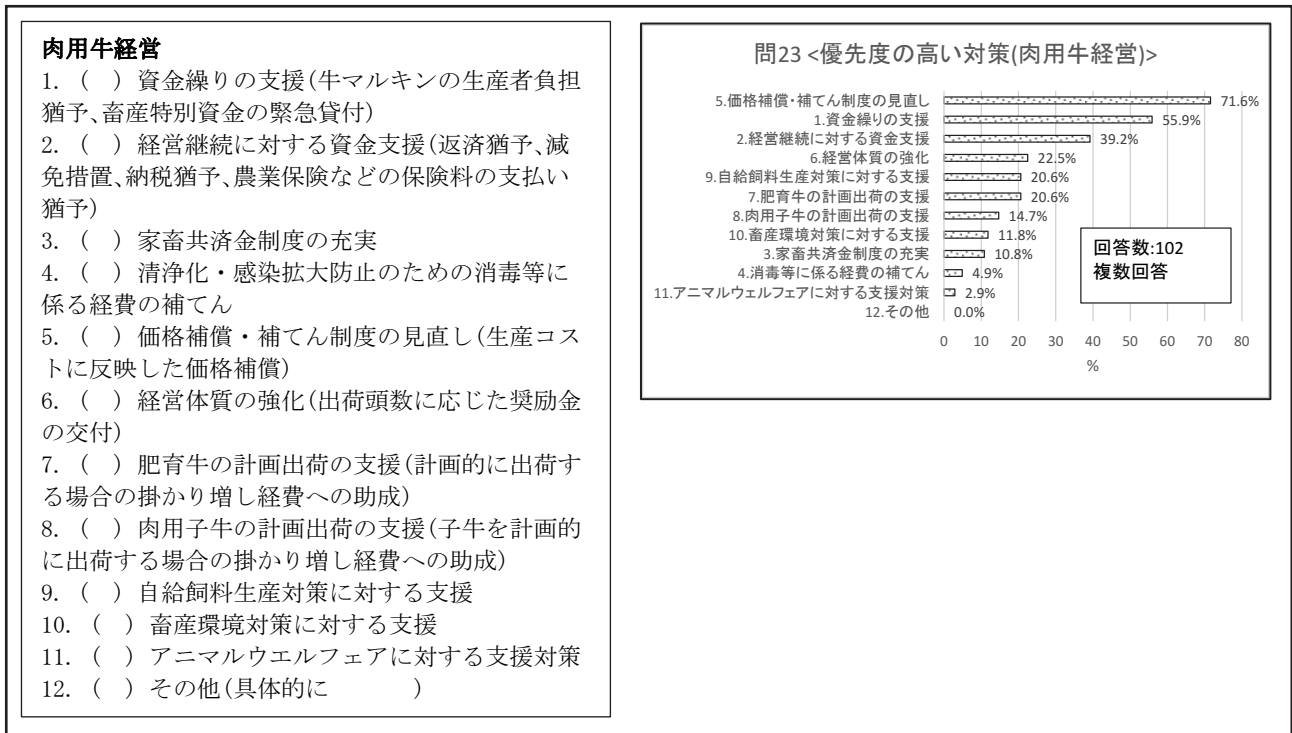 肉用牛経営
1. (　) 資金繰りの支援(牛マルキンの生産者負担
猶予、畜産特別資金の緊急貸付)
2. (　) 経営継続に対する資金支援(返済猶予、減
免措置、納税猶予、農業保険などの保険料の支払い
猶予)
3. (　) 家畜共済金制度の充実
4. (　) 清浄化・感染拡大防止のための消毒等に
係る経費の補てん
5. (　) 価格補償・補てん制度の見直し(生産コス
トに反映した価格補償)
6. (　) 経営体質の強化(出荷頭数に応じた奨励金
の交付)
7. (　) 肥育牛の計画出荷の支援(計画的に出荷す
る場合の掛かり増し経費への助成)
8. (　) 肉用子牛の計画出荷の支援(子牛を計画的
に出荷する場合の掛かり増し経費への助成)
9. (　) 自給飼料生産対策に対する支援
10. (　) 畜産環境対策に対する支援
11. (　) アニマルウエルフェアに対する支援対策
12. (　) その他(具体的に　　　　)
問23 <優先度の高い対策(肉用牛経営)>
5.価格補償・補てん制度の見直し 71.6%
1.資金繰りの支援 55.9%
2.経営継続に対する資金支援 39.2%
6.経営体質の強化 22.5%
9.自給飼料生産対策に対する支援 20.6%
7.肥育牛の計画出荷の支援 20.6%
8.肉用子牛の計画出荷の支援 14.7%
10.畜産環境対策に対する支援 11.8%
3.家畜共済金制度の充実 10.8%
4.消毒等に係る経費の補てん 4.9%
11.アニマルウェルフェアに対する支援対策 2.9%
12.その他 0.0%
回答数:102
複数回答
0 10 20 30 40 50 60 70 80
%